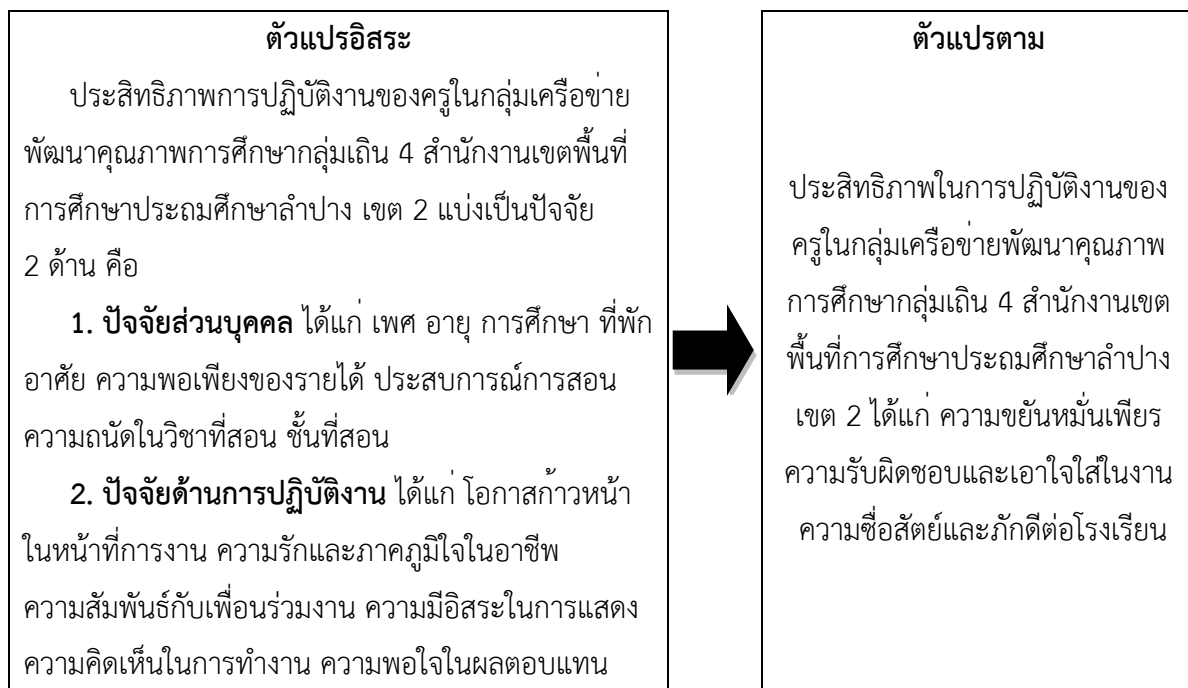 ตัวแปรอิสระ
ประสิทธิภาพการปฏิบัติงานของครูในกลุ่มเครือข่าย
พัฒนาคุณภาพการศึกษากลุ่มเถิน 4 สำนักงานเขตพื้นที่
การศึกษาประถมศึกษาลำปาง เขต 2 แบ่งเป็นปัจจัย
2 ด้าน คือ
1. ปัจจัยส่วนบุคคล ได้แก่ เพศ อายุ การศึกษา ที่พัก
อาศัย ความพอเพียงของรายได้ ประสบการณ์การสอน
ความถนัดในวิชาที่สอน ชั้นที่สอน
2. ปัจจัยด้านการปฏิบัติงาน ได้แก่ โอกาสก้าวหน้า
ในหน้าที่การงาน ความรักและภาคภูมิใจในอาชีพ
ความสัมพันธ์กับเพื่อนร่วมงาน ความมีอิสระในการแสดง
ความคิดเห็นในการทำงาน ความพอใจในผลตอบแทน
ตัวแปรตาม
ประสิทธิภาพในการปฏิบัติงานของ
ครูในกลุ่มเครือข่ายพัฒนาคุณภาพ
การศึกษากลุ่มเถิน 4 สำนักงานเขต
พื้นที่การศึกษาประถมศึกษาลำปาง
เขต 2 ได้แก่ ความขยันหมั่นเพียร
ความรับผิดชอบและเอาใจใส่ในงาน
ความซื่อสัตย์และภักดีต่อโรงเรียน